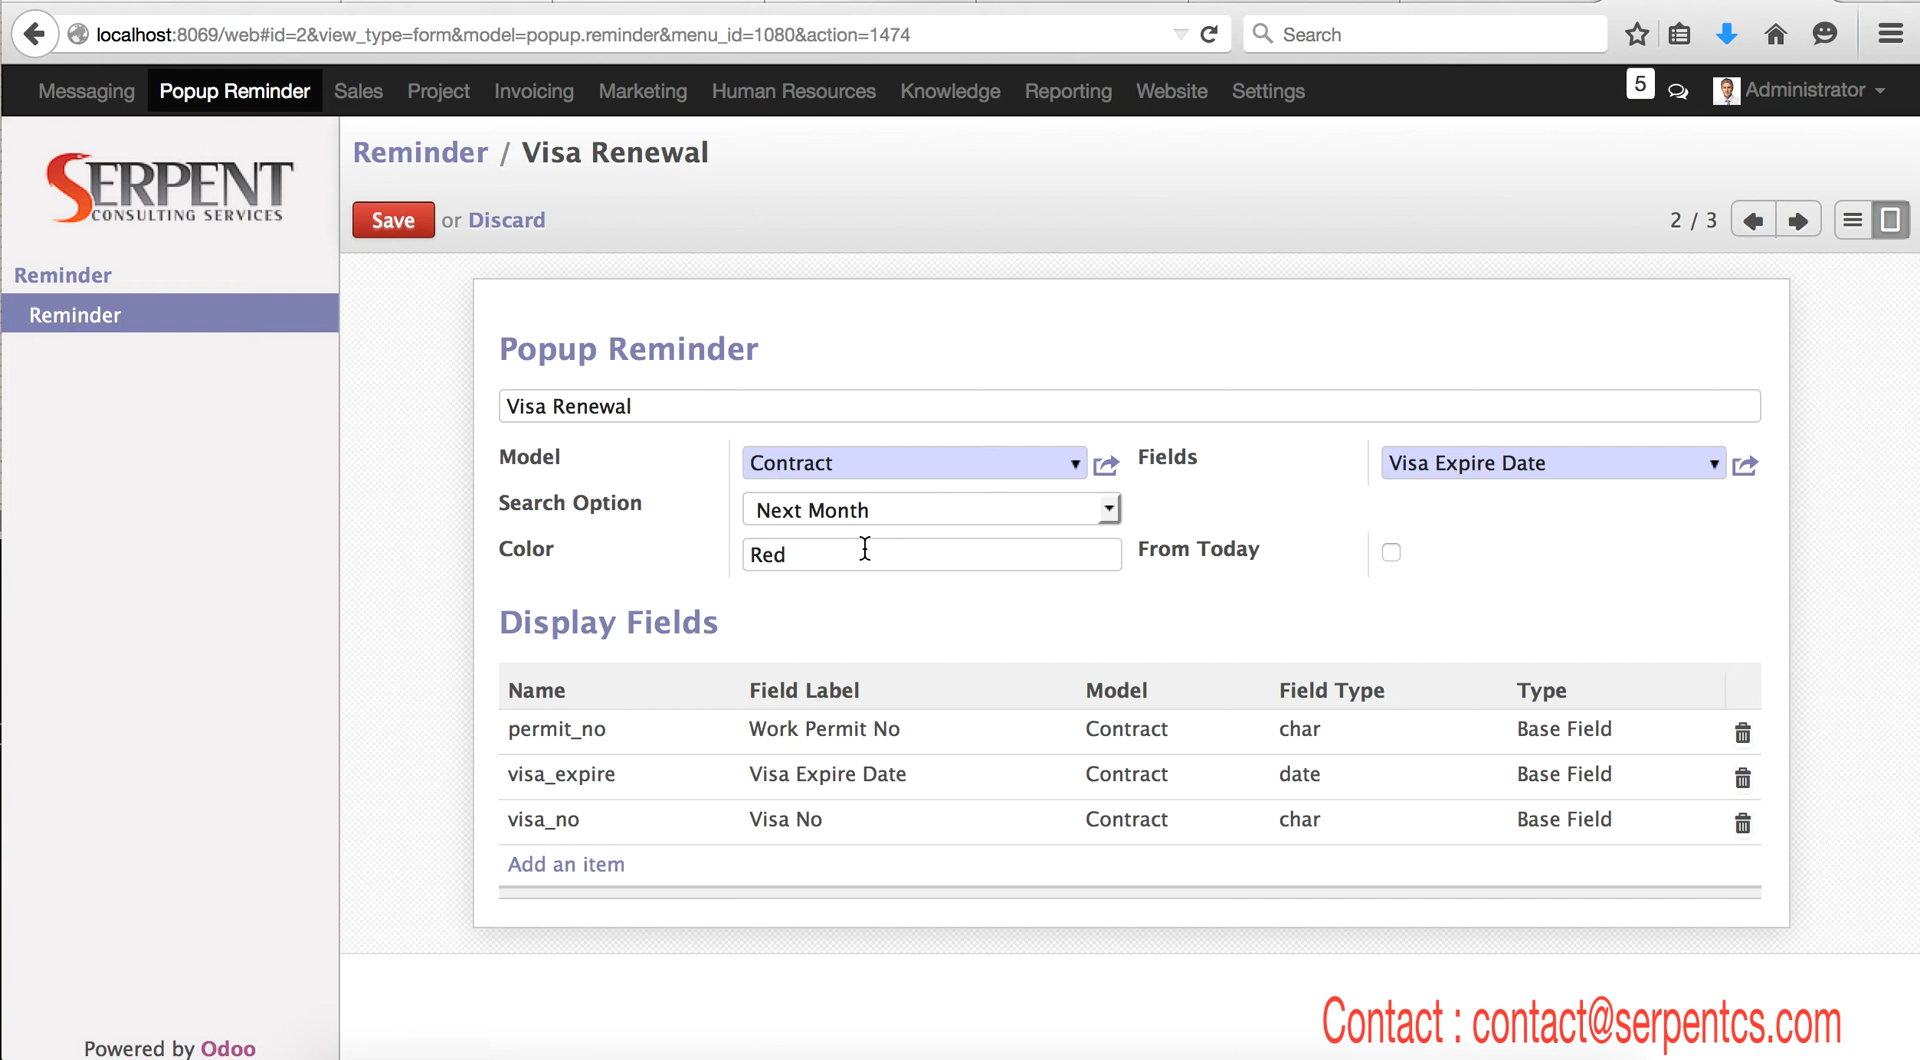 localhost:8069/web#id=2&view_type=form&model=popup.reminder&menu_id=1080&action=1474
Search
Messaging Popup Reminder Sales Project Invoicing Marketing Human Resources Knowledge Reporting Website Settings 5 Administrator
SERPENT
CONSULTING SERVICES
Reminder
Reminder
Reminder / Visa Renewal
Save or Discard
2 / 3
Popup Reminder
Visa Renewal
Model Contract Fields Visa Expire Date
Search Option Next Month
Color Red From Today
Display Fields
Name Field Label Model Field Type Type
permit_no Work Permit No Contract char Base Field
visa_expire Visa Expire Date Contract date Base Field
visa_no Visa No Contract char Base Field
Add an item
Powered by Odoo
Contact : contact@serpentcs.com